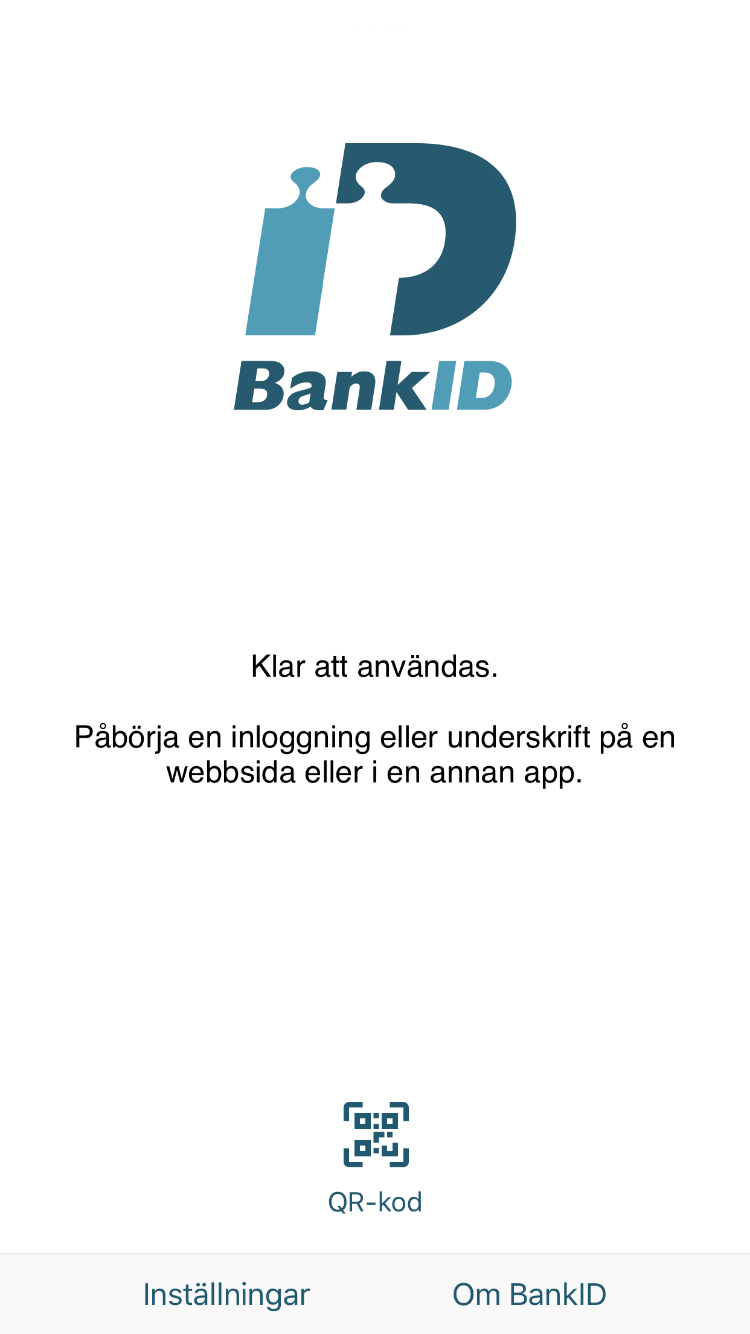 BankID
Klar att användas.
Påbörja en inloggning eller underskrift på en
webbsida eller i en annan app.
QR-kod
Inställningar
Om BankID